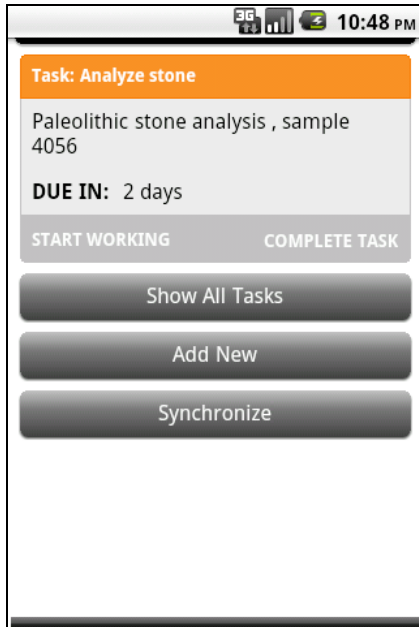 3G 10:48 PM
Task: Analyze stone
Paleolithic stone analysis , sample
4056
DUE IN: 2 days
START WORKING COMPLETE TASK
Show All Tasks
Add New
Synchronize